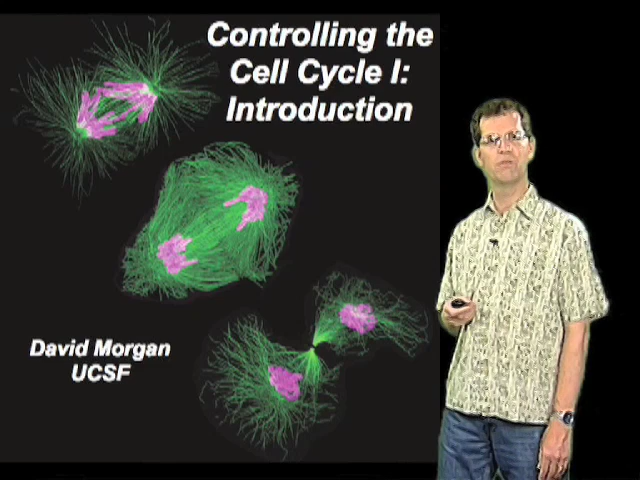 Controlling the
Cell Cycle I:
Introduction
David Morgan
UCSF